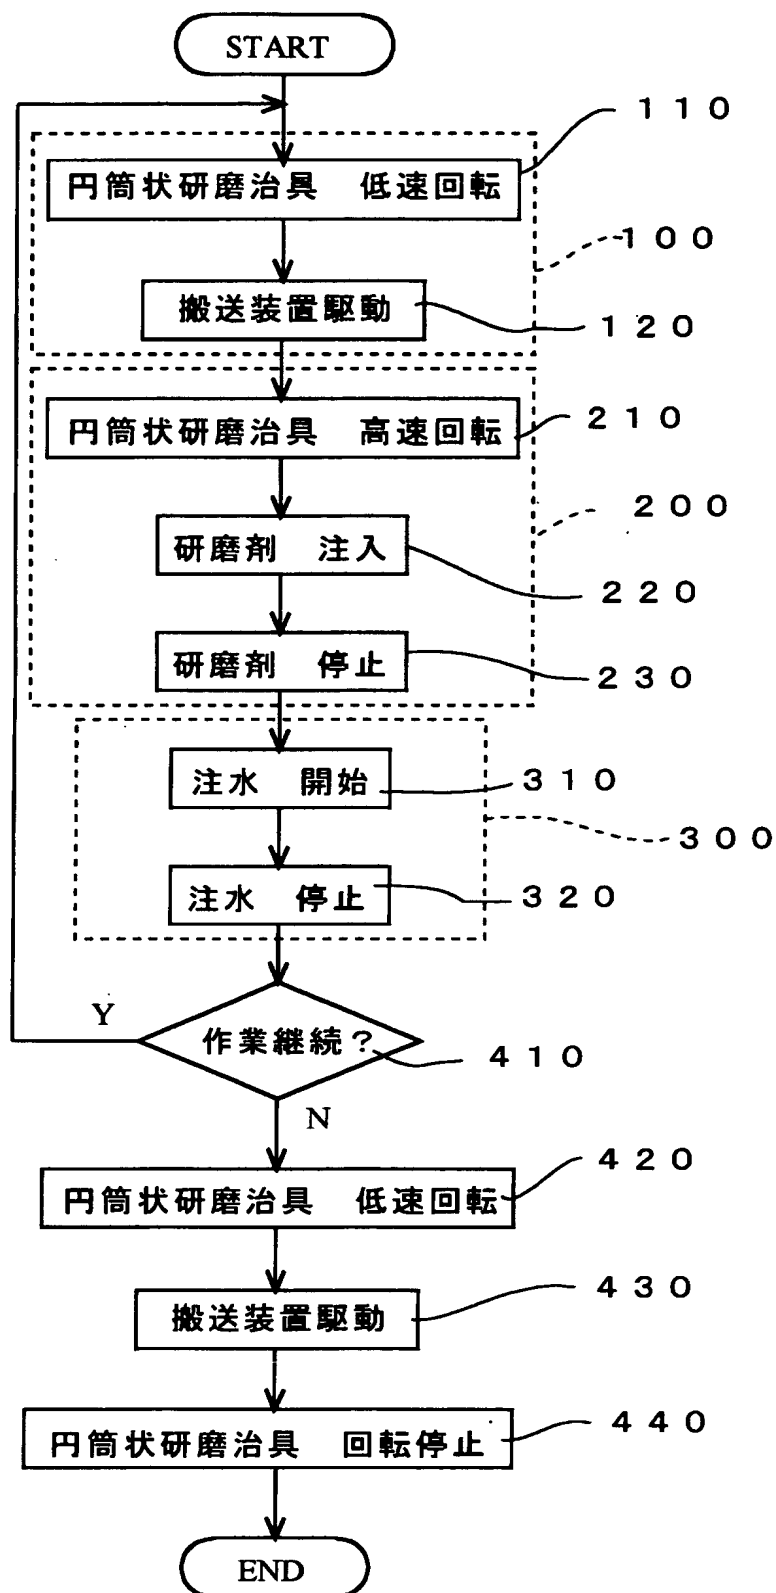 START
110
円筒状研磨治具　低速回転
100
搬送装置駆動
120
円筒状研磨治具　高速回転
210
200
研磨剤　注入
220
研磨剤　停止
230
注水　開始
310
300
注水　停止
320
Y
作業継続?
410
N
420
円筒状研磨治具　低速回転
430
搬送装置駆動
440
円筒状研磨治具　回転停止
END